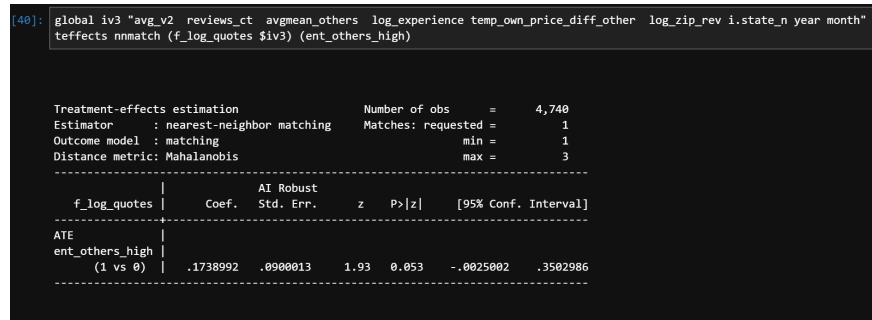 [40]: global iv3 "avg_v2 reviews_ct avgmean_others log_experience temp_own_price_diff_other log_zip_rev i.state_n year month"
teffects nnmatch (f_log_quotes $iv3) (ent_others_high)
Treatment-effects estimation Number of obs = 4,740
Estimator : nearest-neighbor matching Matches: requested = 1
Outcome model : matching min = 1
Distance metric: Mahalanobis max = 3
------------------------------------------------------------------------------
| AI Robust
f_log_quotes | Coef. Std. Err. z P>|z| [95% Conf. Interval]
----------------+-------------------------------------------------------------
ATE |
ent_others_high |
(1 vs 0) | .1738992 .0900013 1.93 0.053 -.0025002 .3502986
------------------------------------------------------------------------------